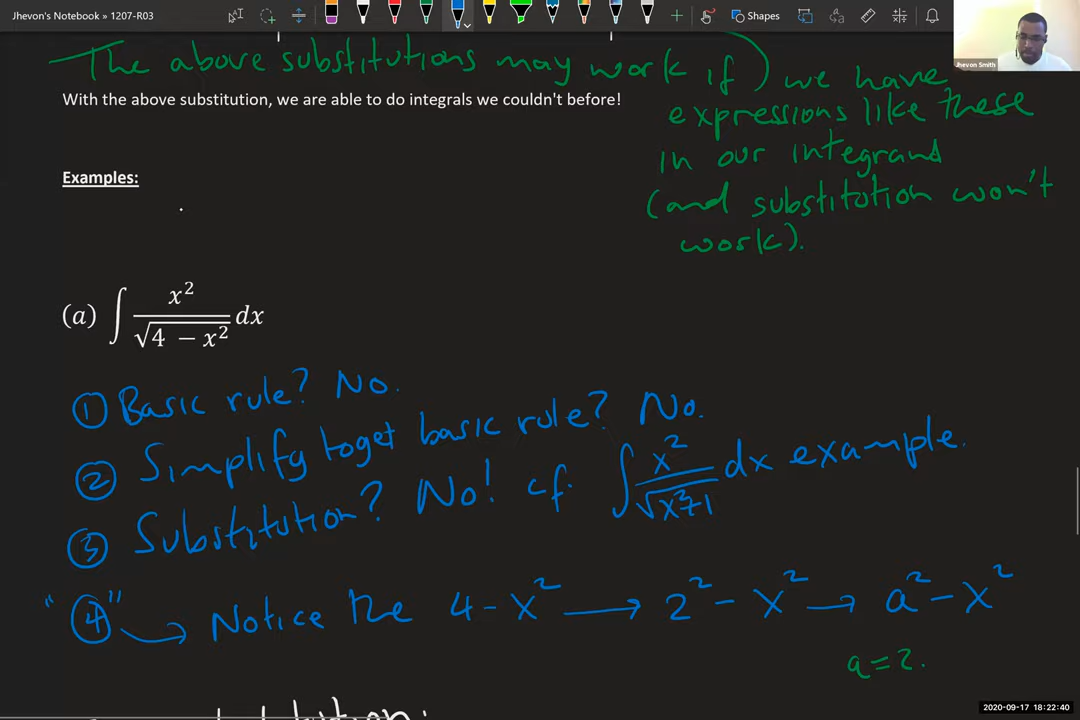 Jhevon's Notebook » 1207-R03
Shapes
Jhevon Smith
The above substitutions may work if) we have
expressions like these
in our integrand
(and substitution won't
work).
With the above substitution, we are able to do integrals we couldn't before!
Examples:
(a) ∫ x² / √(4 − x²) dx
① Basic rule? No.
② Simplify to get basic rule? No.
③ Substitution? No! cf. ∫ x² / √(x²+1) dx example.
"④" → Notice the 4 - x² → 2² - x² → a² - x²
a = 2.
2020-09-17 18:22:40